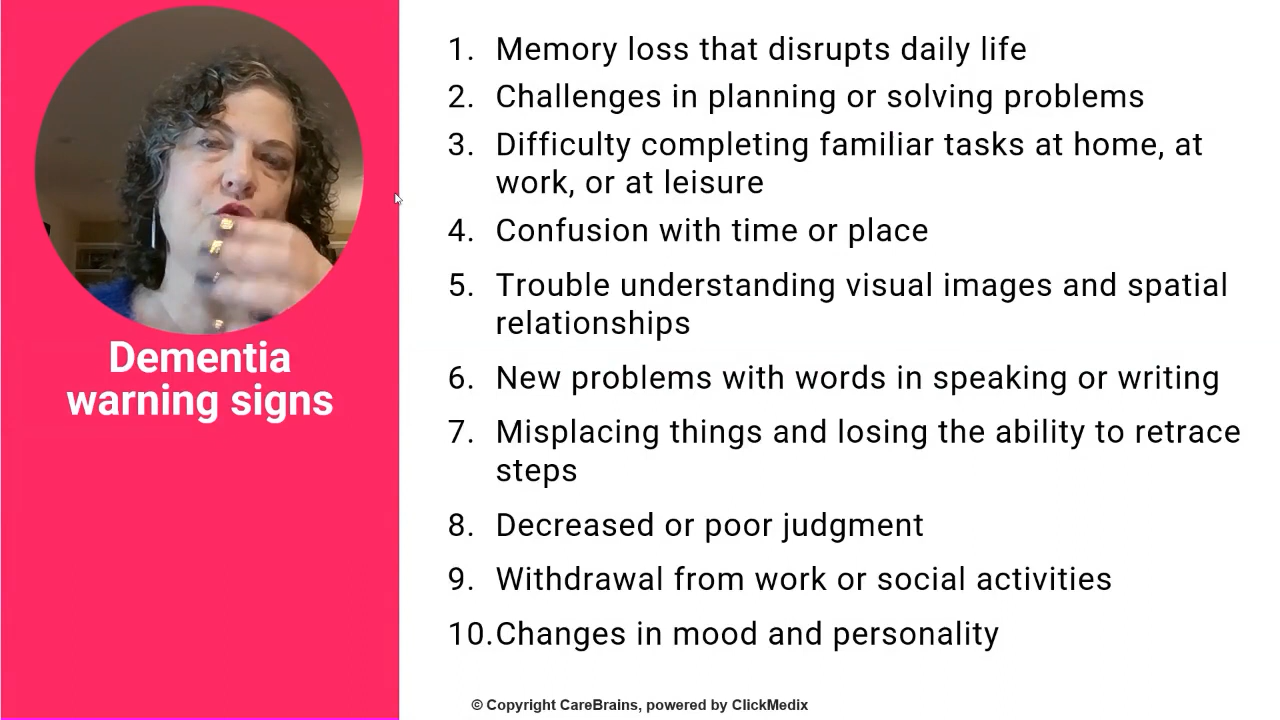 Dementia
warning signs
1. Memory loss that disrupts daily life
2. Challenges in planning or solving problems
3. Difficulty completing familiar tasks at home, at
work, or at leisure
4. Confusion with time or place
5. Trouble understanding visual images and spatial
relationships
6. New problems with words in speaking or writing
7. Misplacing things and losing the ability to retrace
steps
8. Decreased or poor judgment
9. Withdrawal from work or social activities
10.Changes in mood and personality
© Copyright CareBrains, powered by ClickMedix